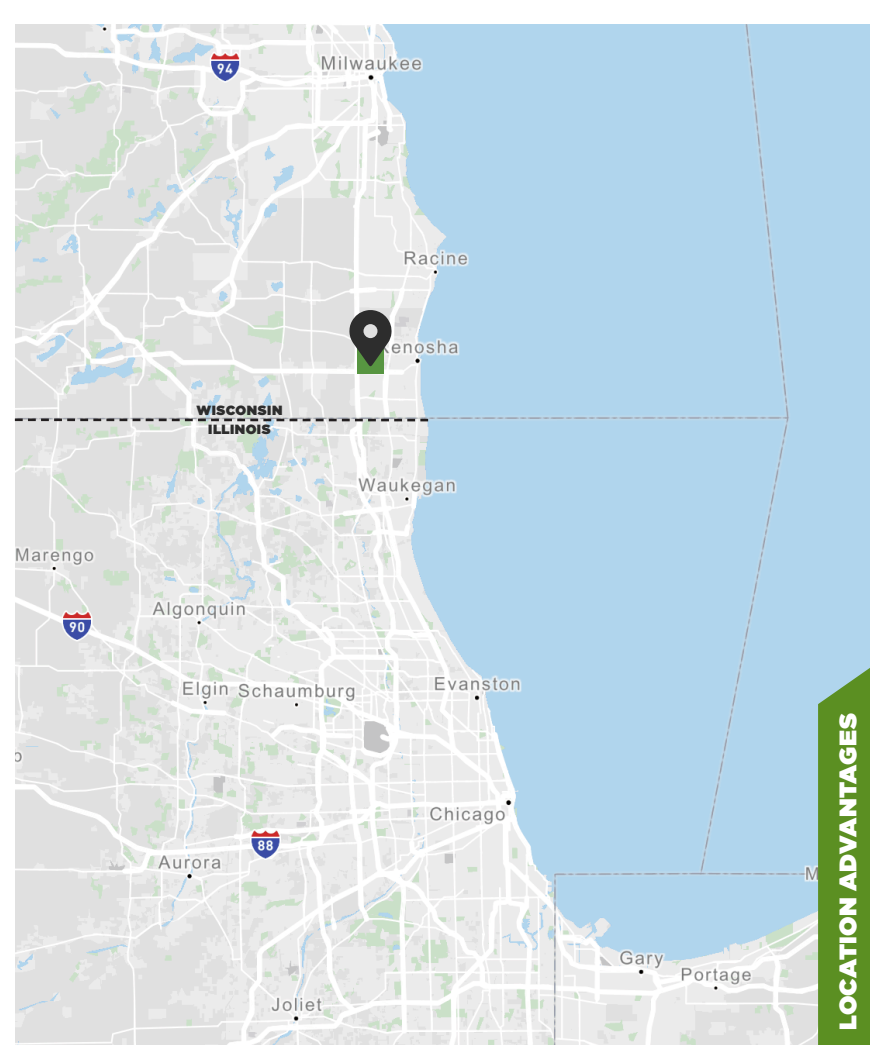 94
Milwaukee
Racine
enosha
WISCONSIN
ILLINOIS
Waukegan
Marengo
Algonquin
90
Elgin
Schaumburg
Evanston
o
Chicago
88
Aurora
M
Gary
Portage
Joliet
LOCATION ADVANTAGES